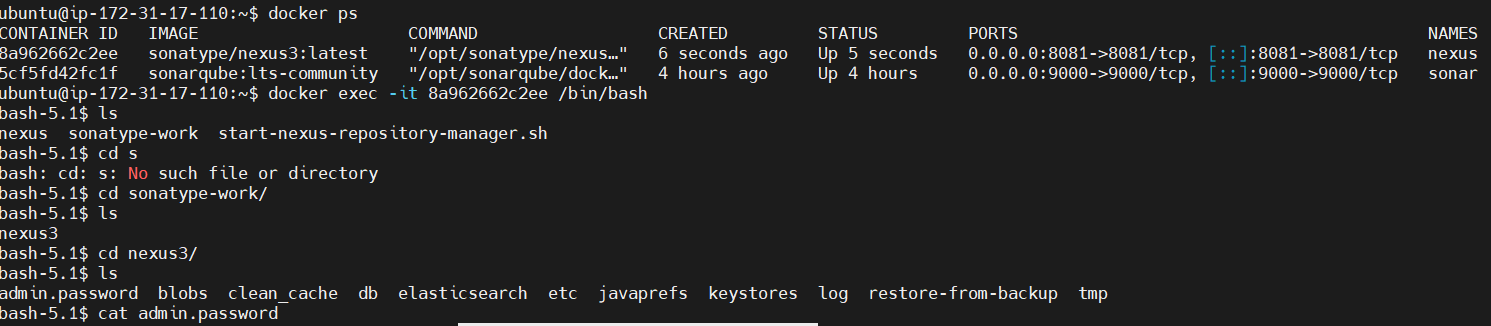 ubuntu@ip-172-31-17-110:~$ docker ps
CONTAINER ID   IMAGE                    COMMAND                  CREATED         STATUS         PORTS                                         NAMES
8a962662c2ee   sonatype/nexus3:latest   "/opt/sonatype/nexus…"   6 seconds ago   Up 5 seconds   0.0.0.0:8081->8081/tcp, [::]:8081->8081/tcp   nexus
5cf5fd42fc1f   sonarqube:lts-community   "/opt/sonarqube/dock…"   4 hours ago     Up 4 hours     0.0.0.0:9000->9000/tcp, [::]:9000->9000/tcp   sonar
ubuntu@ip-172-31-17-110:~$ docker exec -it 8a962662c2ee /bin/bash
bash-5.1$ ls
nexus  sonatype-work  start-nexus-repository-manager.sh
bash-5.1$ cd s
bash: cd: s: No such file or directory
bash-5.1$ cd sonatype-work/
bash-5.1$ ls
nexus3
bash-5.1$ cd nexus3/
bash-5.1$ ls
admin.password  blobs  clean_cache  db  elasticsearch  etc  javaprefs  keystores  log  restore-from-backup  tmp
bash-5.1$ cat admin.password